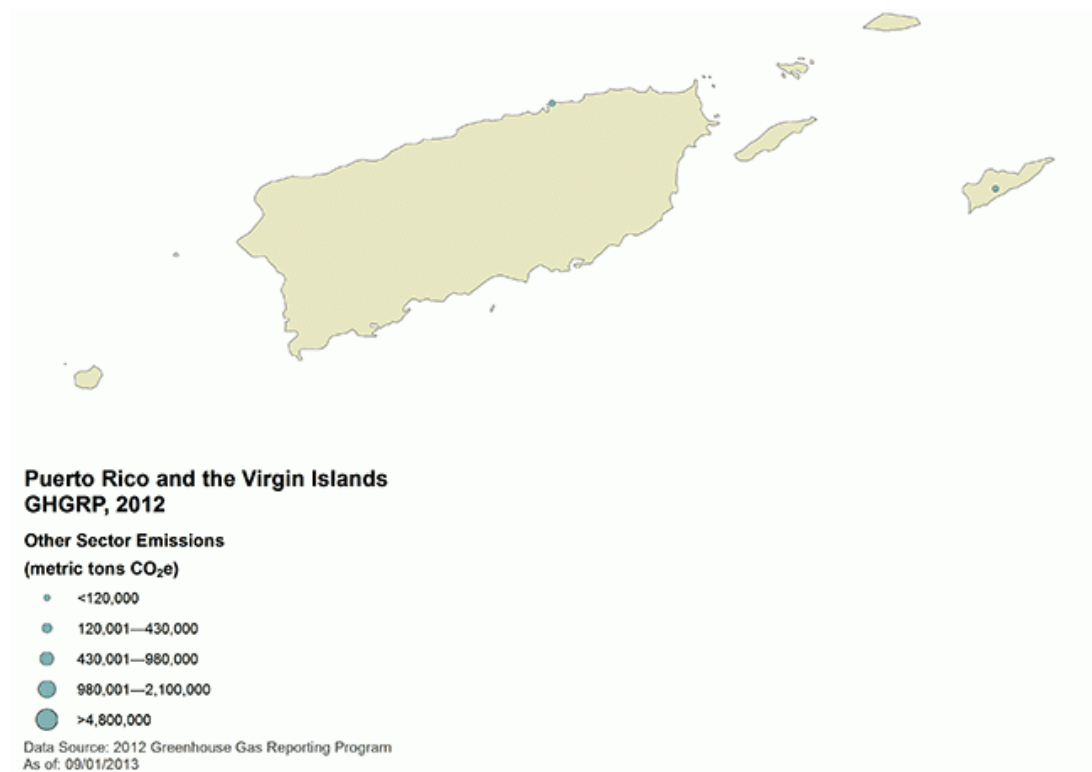 Puerto Rico and the Virgin Islands
GHGRP, 2012
Other Sector Emissions
(metric tons CO₂e)
<120,000
120,001—430,000
430,001—980,000
980,001—2,100,000
>4,800,000
Data Source: 2012 Greenhouse Gas Reporting Program
As of: 09/01/2013